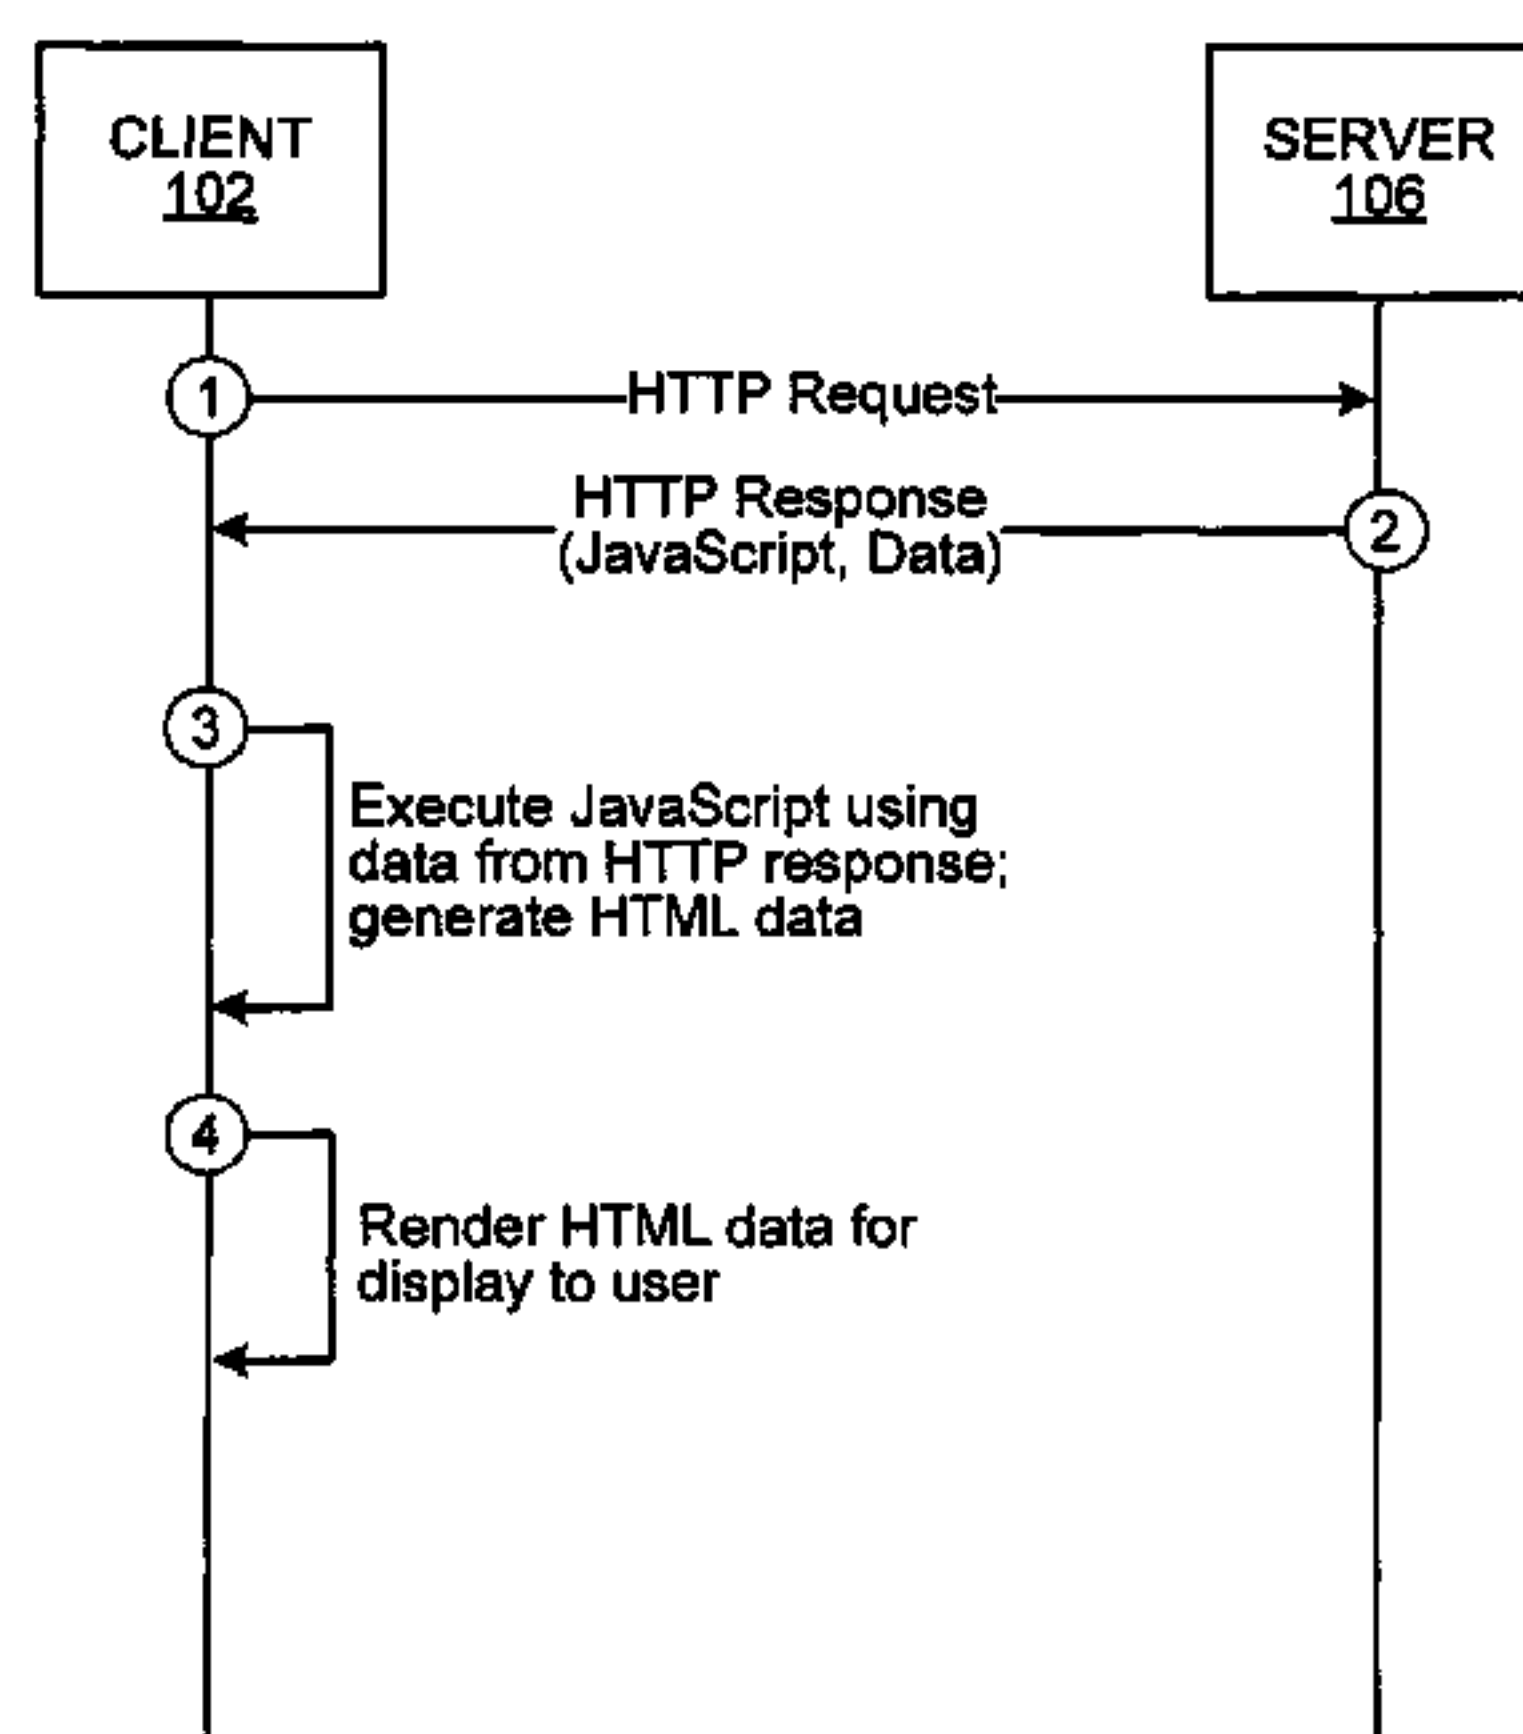 CLIENT
102
SERVER
106
1
HTTP Request
HTTP Response
(JavaScript, Data)
2
3
Execute JavaScript using
data from HTTP response;
generate HTML data
4
Render HTML data for
display to user